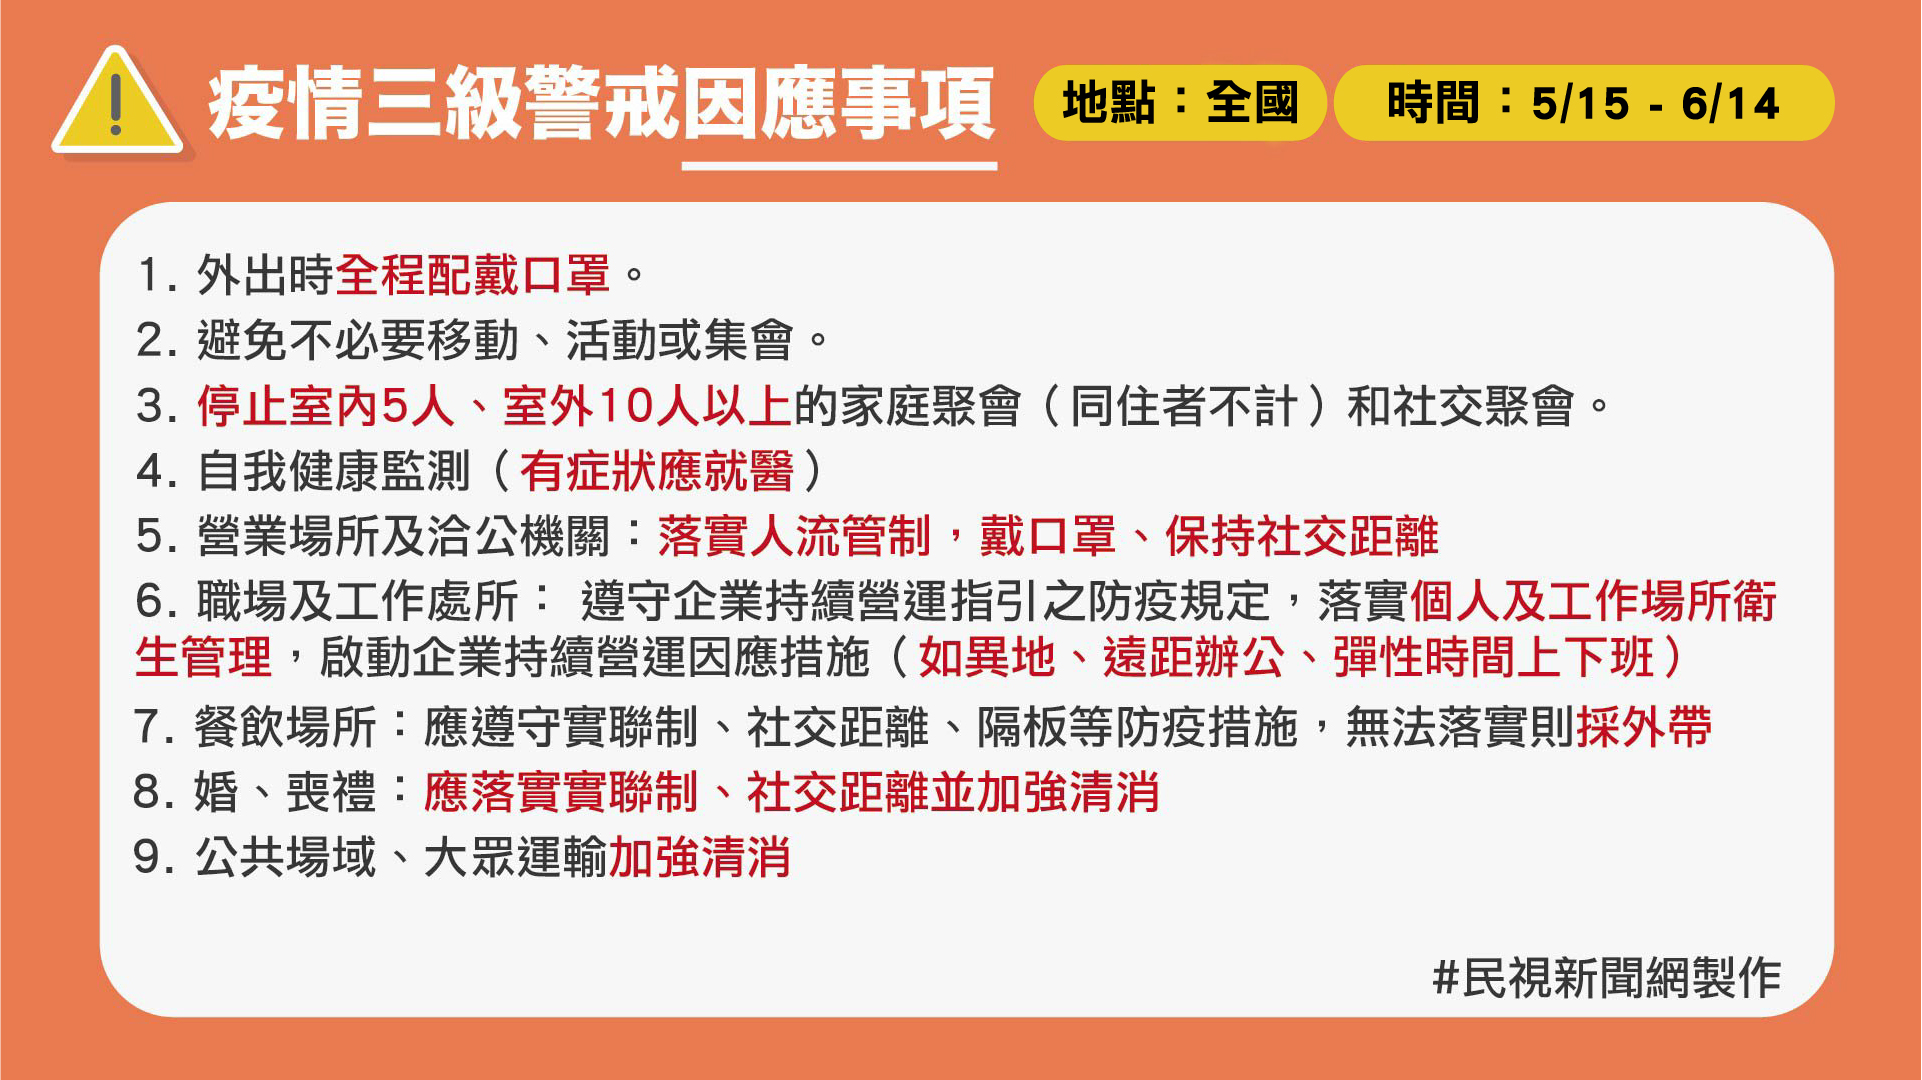 疫情三級警戒因應事項
地點：全國
時間：5/15 - 6/14
1. 外出時全程配戴口罩。
2. 避免不必要移動、活動或集會。
3. 停止室內5人、室外10人以上的家庭聚會（同住者不計）和社交聚會。
4. 自我健康監測（有症狀應就醫）
5. 營業場所及洽公機關：落實人流管制，戴口罩、保持社交距離
6. 職場及工作處所： 遵守企業持續營運指引之防疫規定，落實個人及工作場所衛
生管理，啟動企業持續營運因應措施（如異地、遠距辦公、彈性時間上下班）
7. 餐飲場所：應遵守實聯制、社交距離、隔板等防疫措施，無法落實則採外帶
8. 婚、喪禮：應落實實聯制、社交距離並加強清消
9. 公共場域、大眾運輸加強清消
#民視新聞網製作